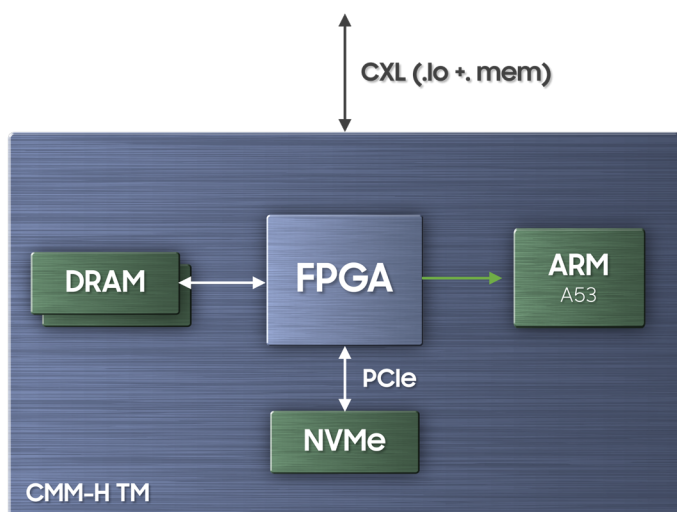 CXL (.Io +. mem)
DRAM
FPGA
ARM
A53
PCIe
NVMe
CMM-H TM